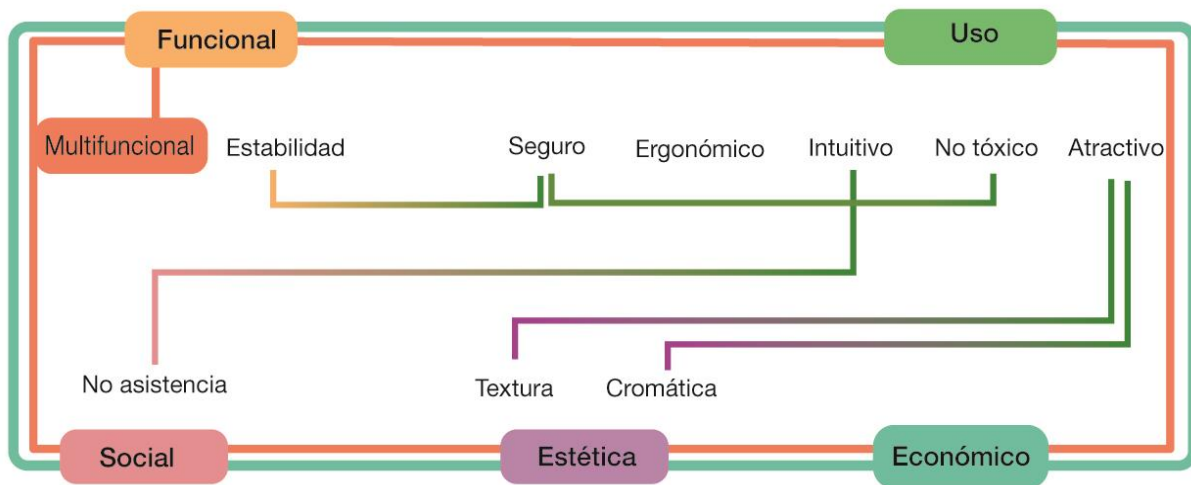 Funcional
Uso
Multifuncional
Estabilidad
Seguro
Ergonómico
Intuitivo
No tóxico
Atractivo
No asistencia
Textura
Cromática
Social
Estética
Económico